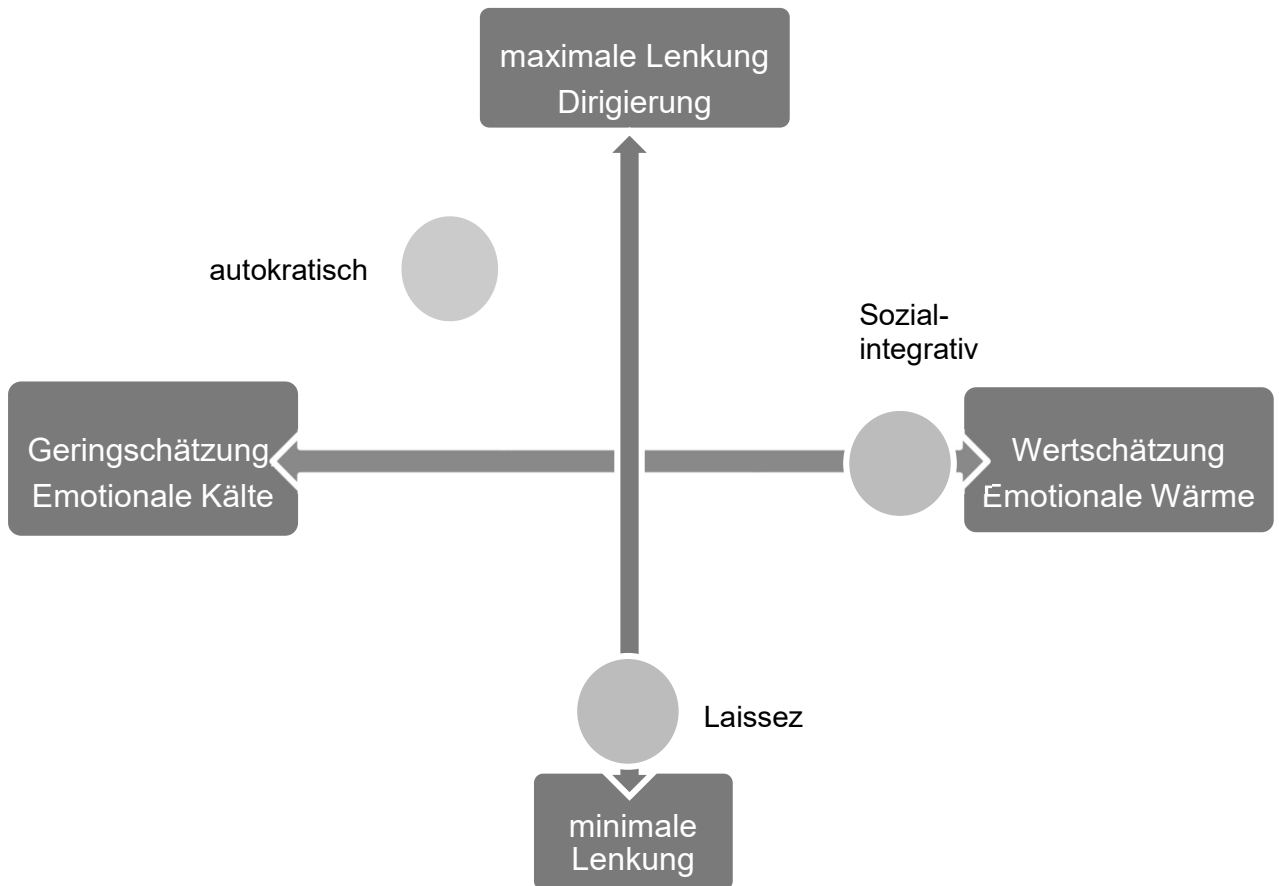 maximale Lenkung
Dirigierung
autokratisch
Sozial-
integrativ
Geringschätzung
Emotionale Kälte
Wertschätzung
Emotionale Wärme
Laissez
minimale
Lenkung